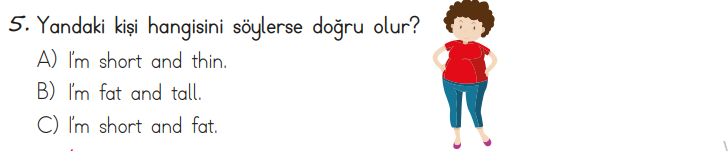 5. Yandaki kişi hangisini söylerse doğru olur?
A) I'm short and thin.
B) I'm fat and tall.
C) I'm short and fat.